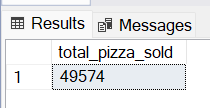 Results Messages
total_pizza_sold
1 49574